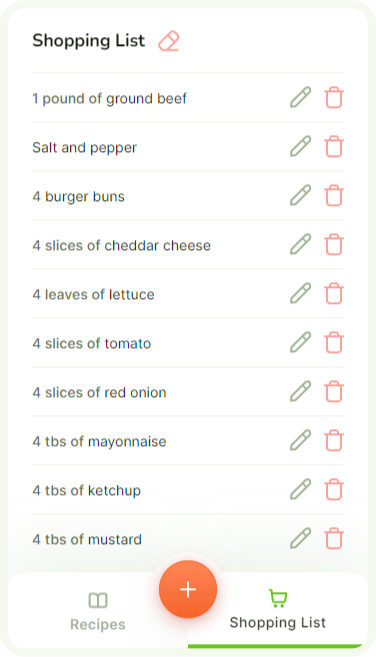 Shopping List
1 pound of ground beef
Salt and pepper
4 burger buns
4 slices of cheddar cheese
4 leaves of lettuce
4 slices of tomato
4 slices of red onion
4 tbs of mayonnaise
4 tbs of ketchup
4 tbs of mustard
Recipes
Shopping List